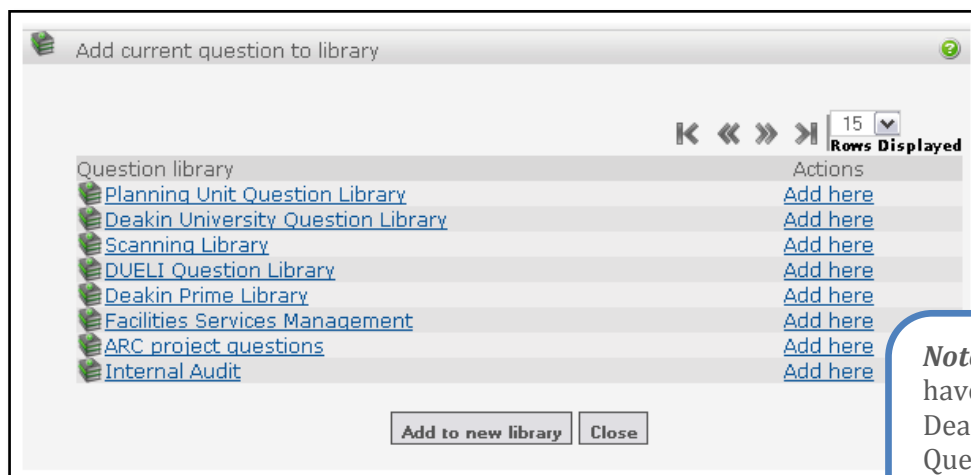 Add current question to library
15
Rows Displayed
Question library Actions
Planning Unit Question Library Add here
Deakin University Question Library Add here
Scanning Library Add here
DUELI Question Library Add here
Deakin Prime Library Add here
Facilities Services Management Add here
ARC project questions Add here
Internal Audit Add here
Add to new library Close